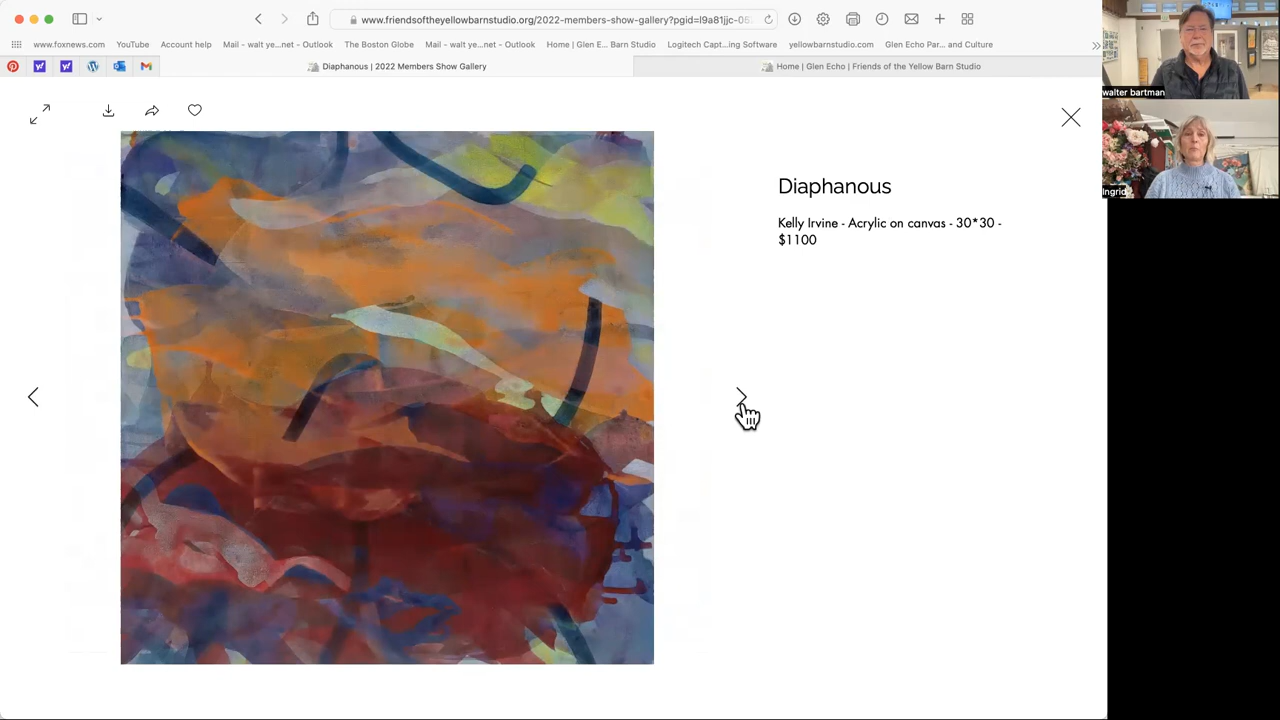 www.friendsoftheyellowbarnstudio.org/2022-members-show-gallery?pgid=l9a81jjc-06
www.foxnews.com YouTube Account help Mail - walt ye...net - Outlook The Boston Globe Mail - walt ye...net - Outlook Home | Glen E... Barn Studio Logitech Capt...ing Software yellowbarnstudio.com Glen Echo Par... and Culture
Diaphanous | 2022 Members Show Gallery Home | Glen Echo | Friends of the Yellow Barn Studio
walter bartman
Ingrid
Diaphanous
Kelly Irvine - Acrylic on canvas - 30*30 -
$1100